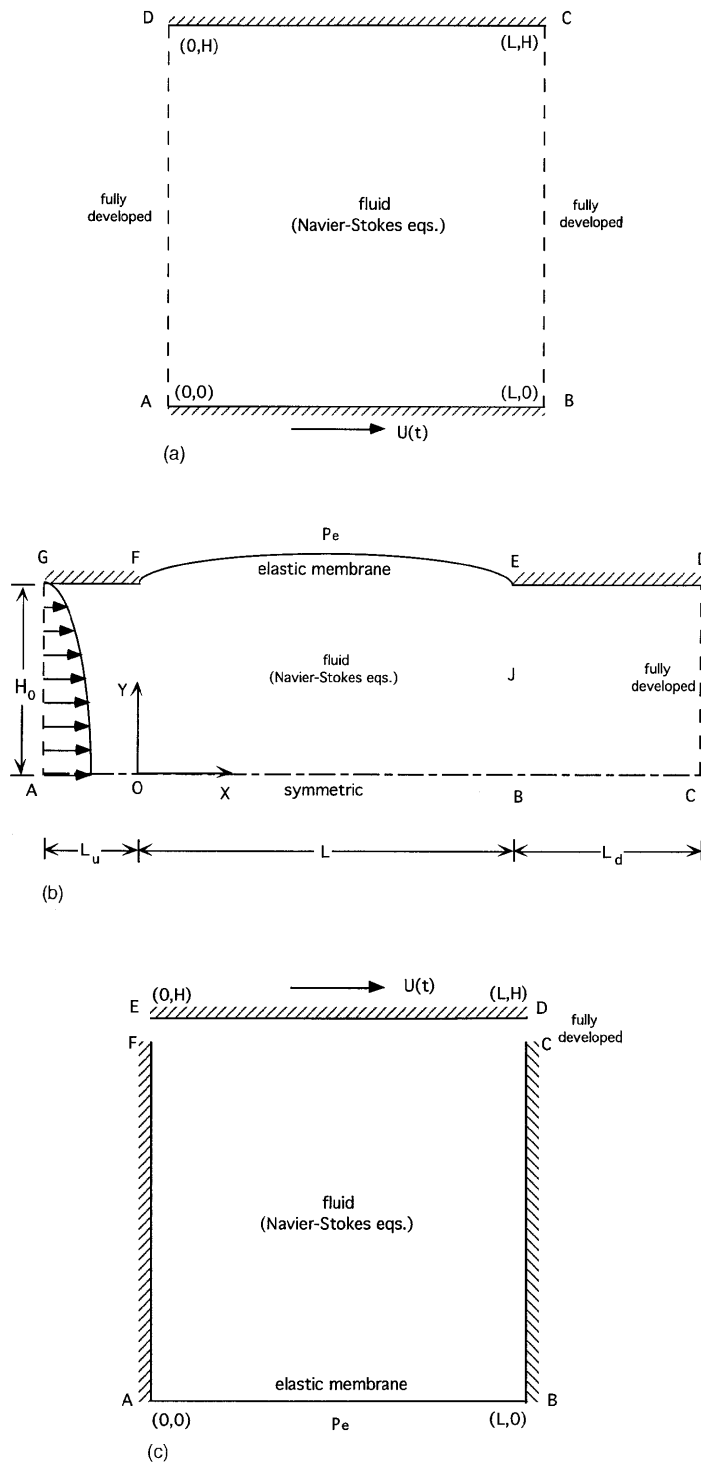 D
C
(0,H)
(L,H)
fully
developed
fluid
(Navier-Stokes eqs.)
fully
developed
A
(0,0)
(L,0)
B
U(t)
(a)
Pe
G
F
E
elastic membrane
H0
Y
fluid
(Navier-Stokes eqs.)
J
fully
developed
A
O
X
symmetric
B
C
Lu
L
Ld
(b)
E
(0,H)
U(t)
(L,H)
D
fully
developed
F
C
fluid
(Navier-Stokes eqs.)
elastic membrane
A
B
(0,0)
Pe
(L,0)
(c)